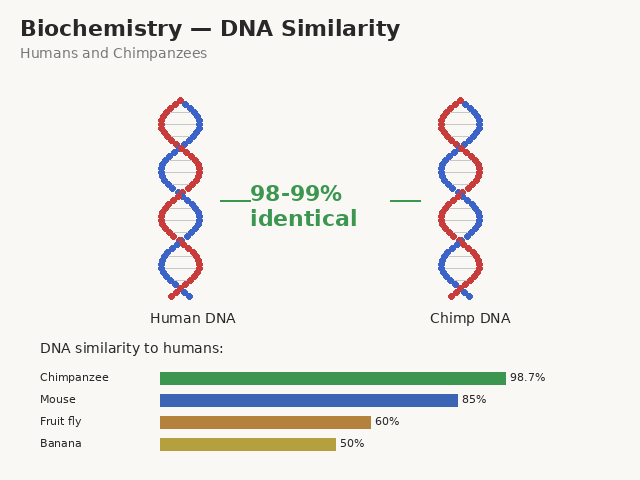 Biochemistry — DNA Similarity
Humans and Chimpanzees
98-99%
identical
Human DNA
Chimp DNA
DNA similarity to humans:
Chimpanzee 98.7%
Mouse 85%
Fruit fly 60%
Banana 50%